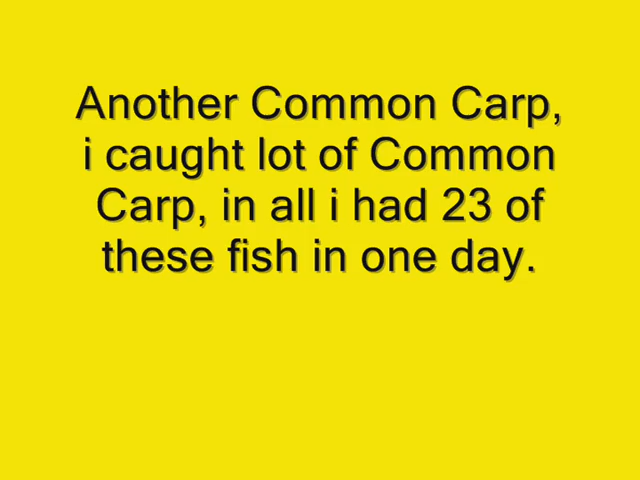 Another Common Carp,
i caught lot of Common
Carp, in all i had 23 of
these fish in one day.